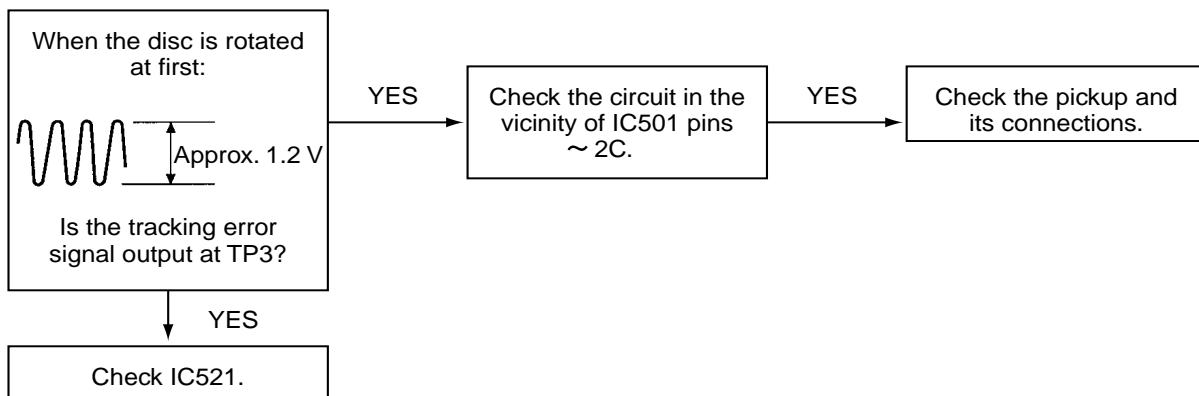 When the disc is rotated
at first:
Approx. 1.2 V
Is the tracking error
signal output at TP3?
YES
Check the circuit in the
vicinity of IC501 pins
～ 2C.
YES
Check the pickup and
its connections.
YES
Check IC521.